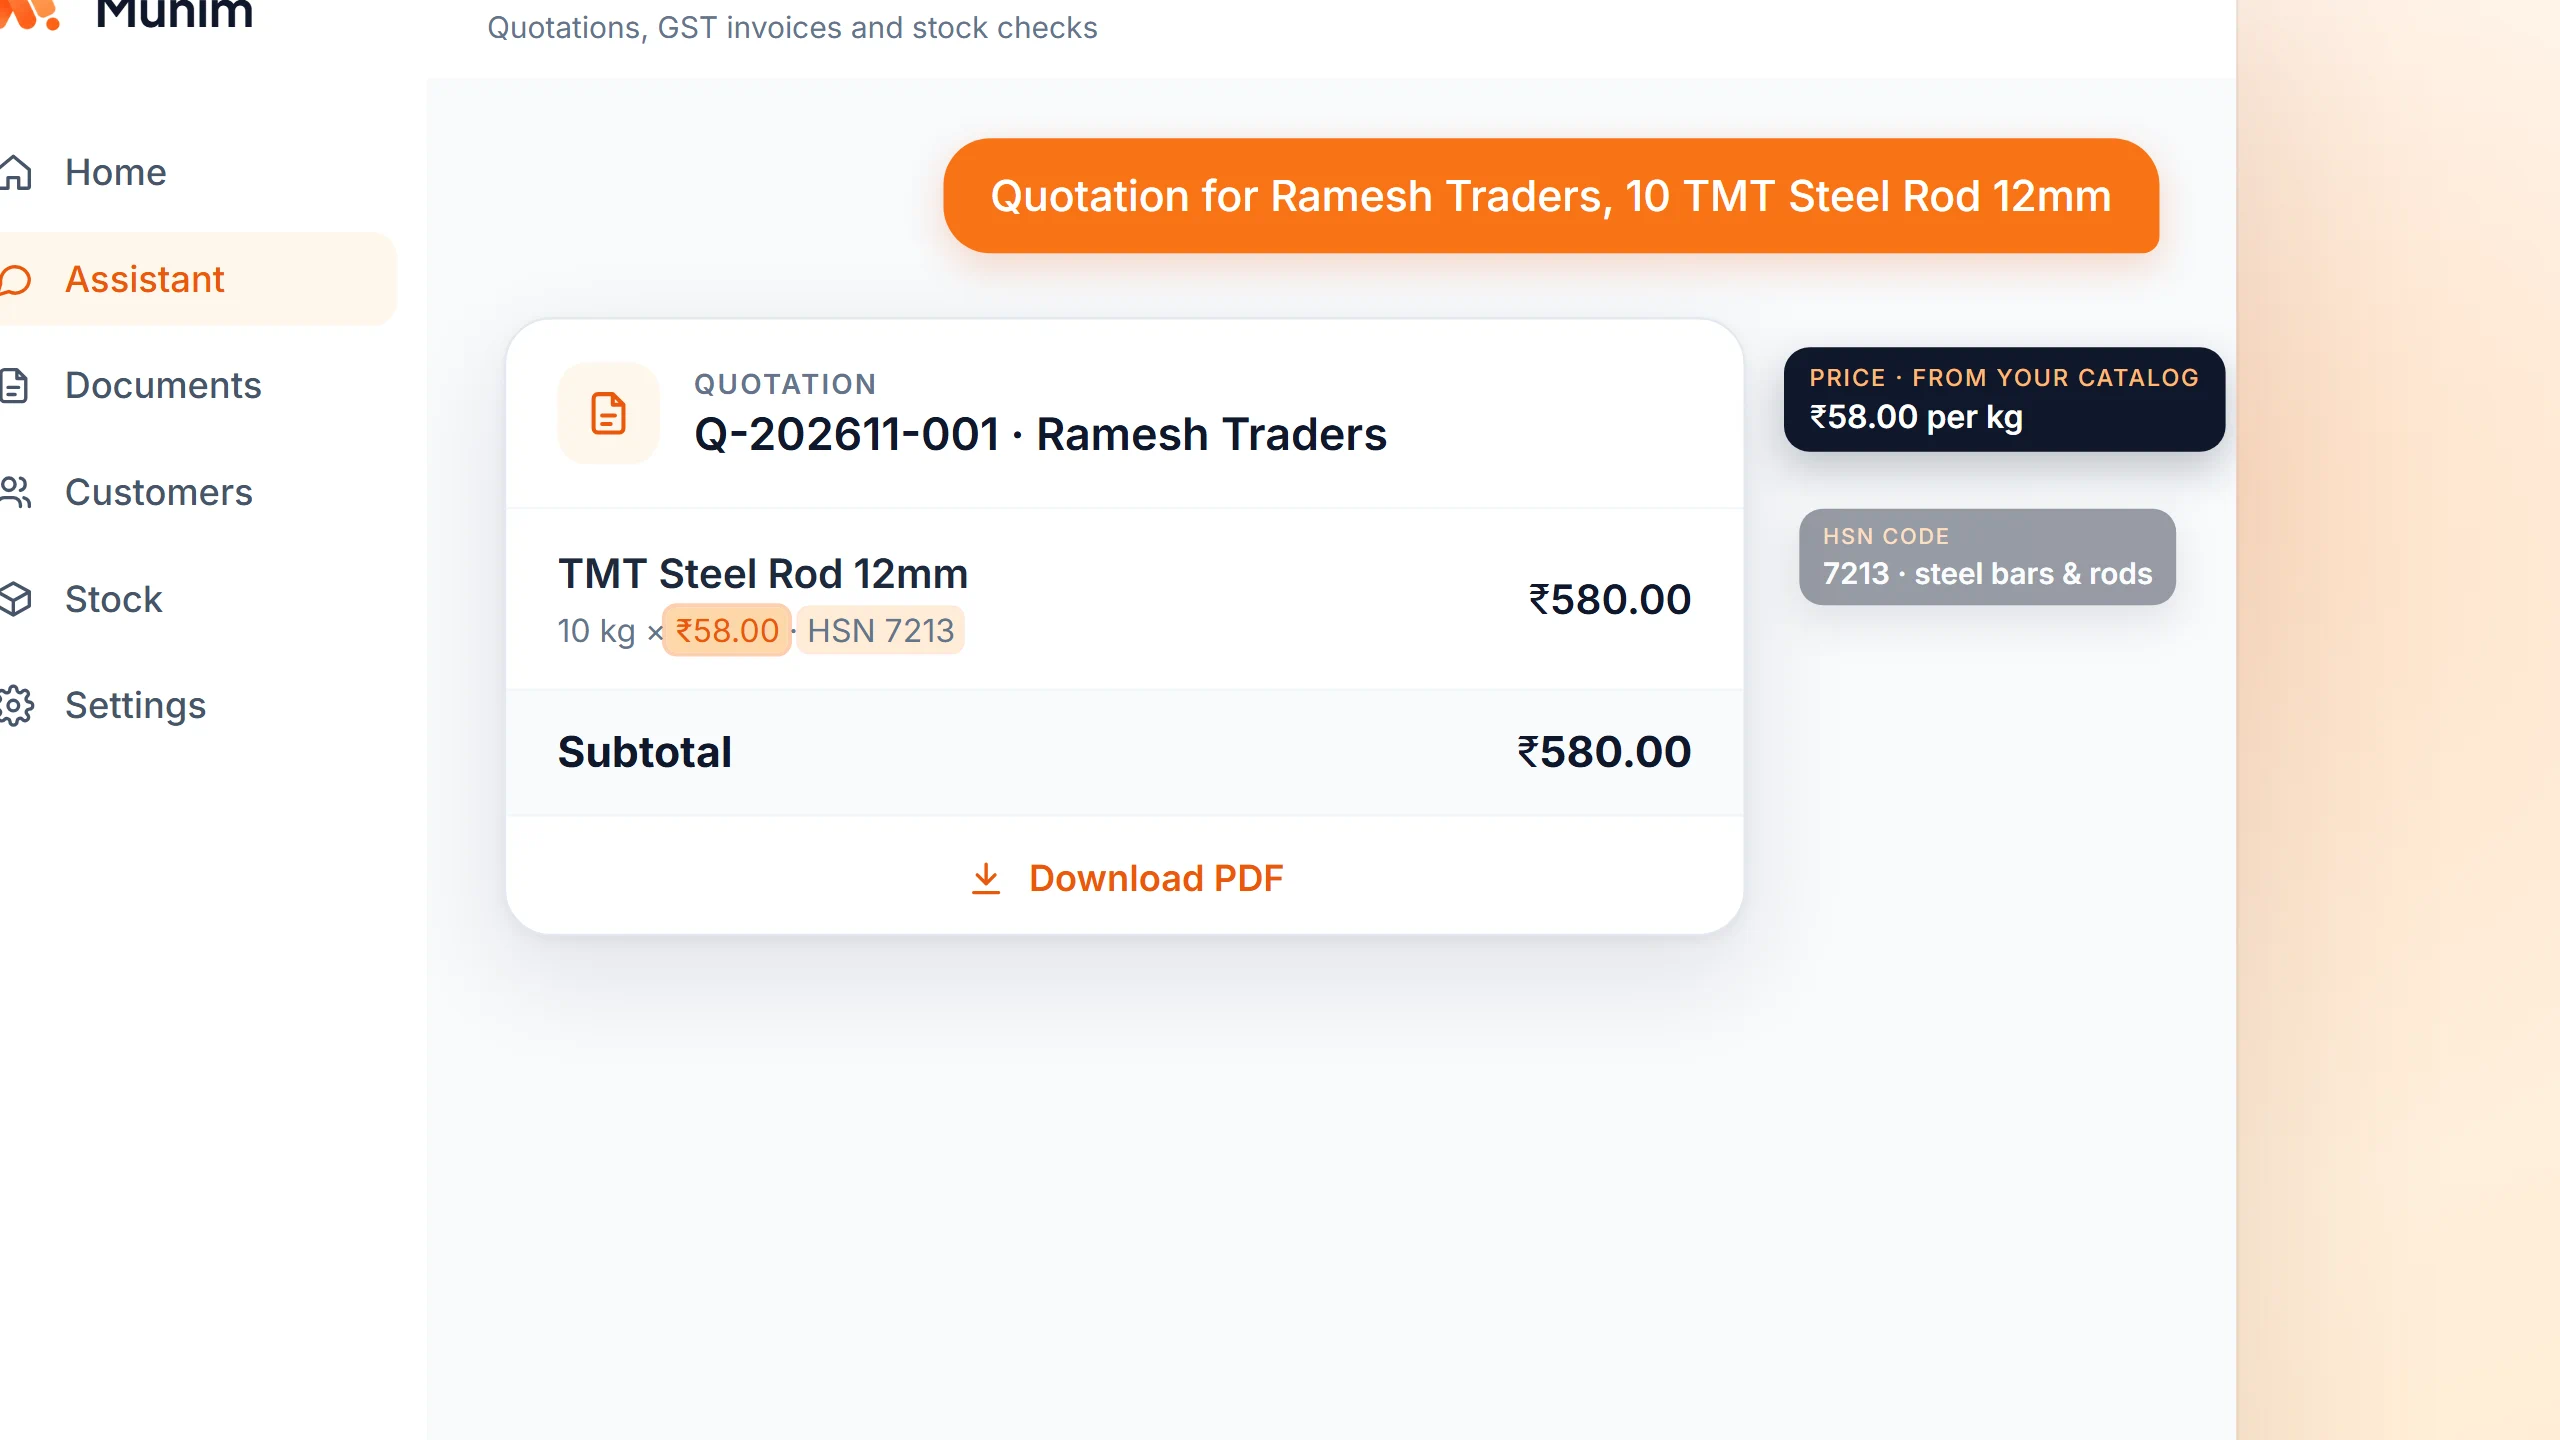 Munim
Quotations, GST invoices and stock checks
Home
Assistant
Documents
Customers
Stock
Settings
Quotation for Ramesh Traders, 10 TMT Steel Rod 12mm
QUOTATION
Q-202611-001 · Ramesh Traders
TMT Steel Rod 12mm
10 kg × ₹58.00 · HSN 7213
₹580.00
Subtotal
₹580.00
Download PDF
PRICE · FROM YOUR CATALOG
₹58.00 per kg
HSN CODE
7213 · steel bars & rods